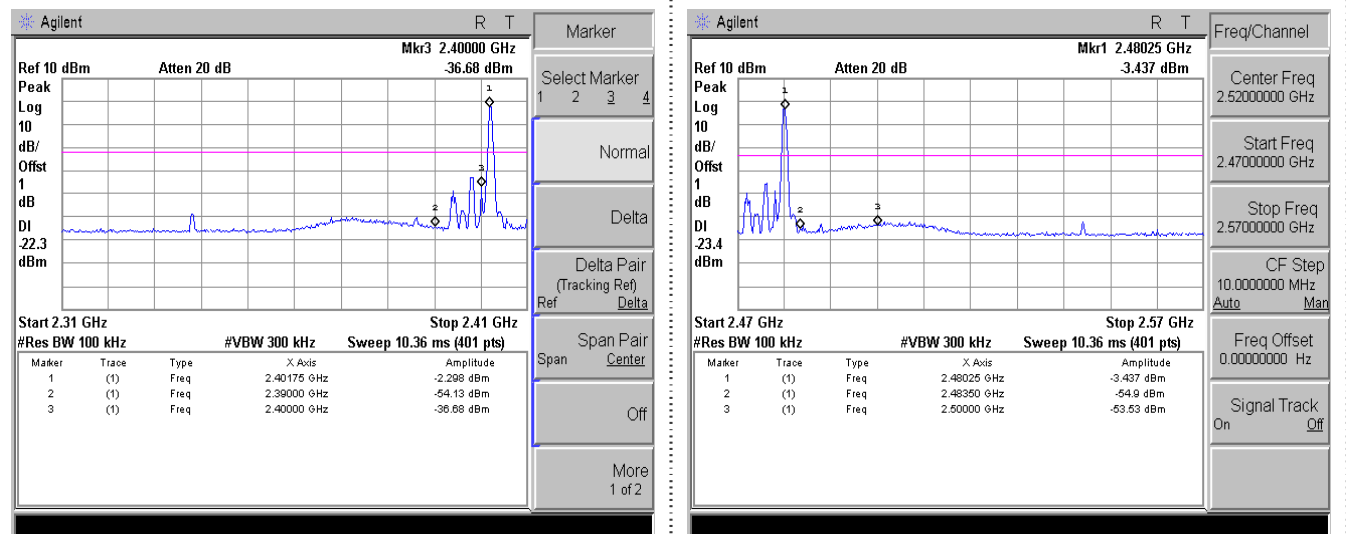 Agilent R T
Mkr3 2.40000 GHz
Ref 10 dBm Atten 20 dB -36.68 dBm
Peak
Log
10
dB/
Offst
1
dB
DI
-22.3
dBm
1
2
3
Start 2.31 GHz Stop 2.41 GHz
#Res BW 100 kHz #VBW 300 kHz Sweep 10.36 ms (401 pts)
Marker Trace Type X Axis Amplitude
1 (1) Freq 2.40175 GHz -2.298 dBm
2 (1) Freq 2.39000 GHz -54.13 dBm
3 (1) Freq 2.40000 GHz -36.68 dBm
Marker
Select Marker
1 2 3 4
Normal
Delta
Delta Pair
(Tracking Ref)
Ref Delta
Span Pair
Span Center
Off
More
1 of 2
Agilent R T
Mkr1 2.48025 GHz
Ref 10 dBm Atten 20 dB -3.437 dBm
Peak
Log
10
dB/
Offst
1
dB
DI
-23.4
dBm
1
2
3
Start 2.47 GHz Stop 2.57 GHz
#Res BW 100 kHz #VBW 300 kHz Sweep 10.36 ms (401 pts)
Marker Trace Type X Axis Amplitude
1 (1) Freq 2.48025 GHz -3.437 dBm
2 (1) Freq 2.48350 GHz -54.9 dBm
3 (1) Freq 2.50000 GHz -53.53 dBm
Freq/Channel
Center Freq
2.52000000 GHz
Start Freq
2.47000000 GHz
Stop Freq
2.57000000 GHz
CF Step
10.0000000 MHz
Auto Man
Freq Offset
0.00000000 Hz
Signal Track
On Off